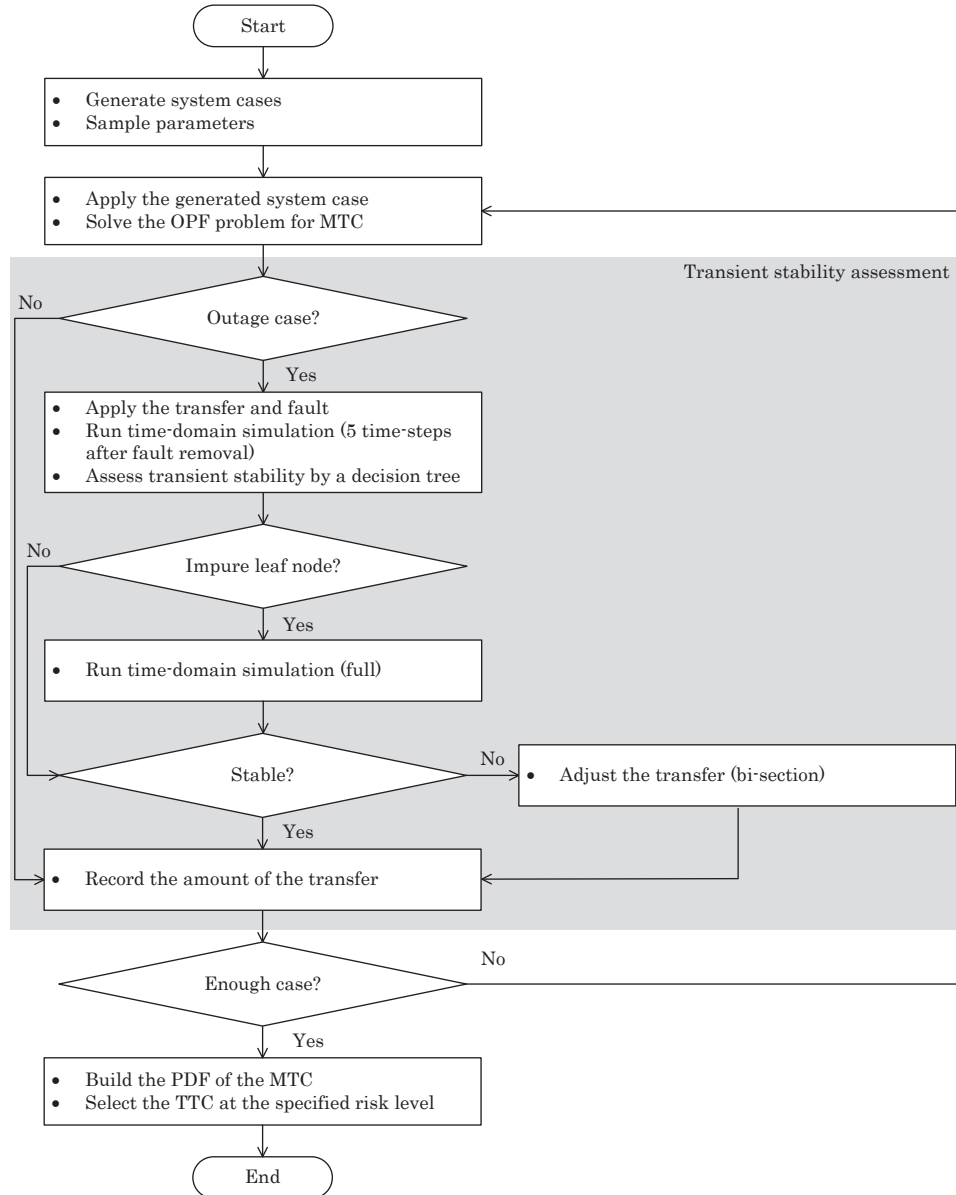 Start
• Generate system cases
• Sample parameters
• Apply the generated system case
• Solve the OPF problem for MTC
Transient stability assessment
No
Outage case?
Yes
• Apply the transfer and fault
• Run time-domain simulation (5 time-steps
after fault removal)
• Assess transient stability by a decision tree
No
Impure leaf node?
Yes
• Run time-domain simulation (full)
Stable?
No
• Adjust the transfer (bi-section)
Yes
• Record the amount of the transfer
Enough case?
No
Yes
• Build the PDF of the MTC
• Select the TTC at the specified risk level
End